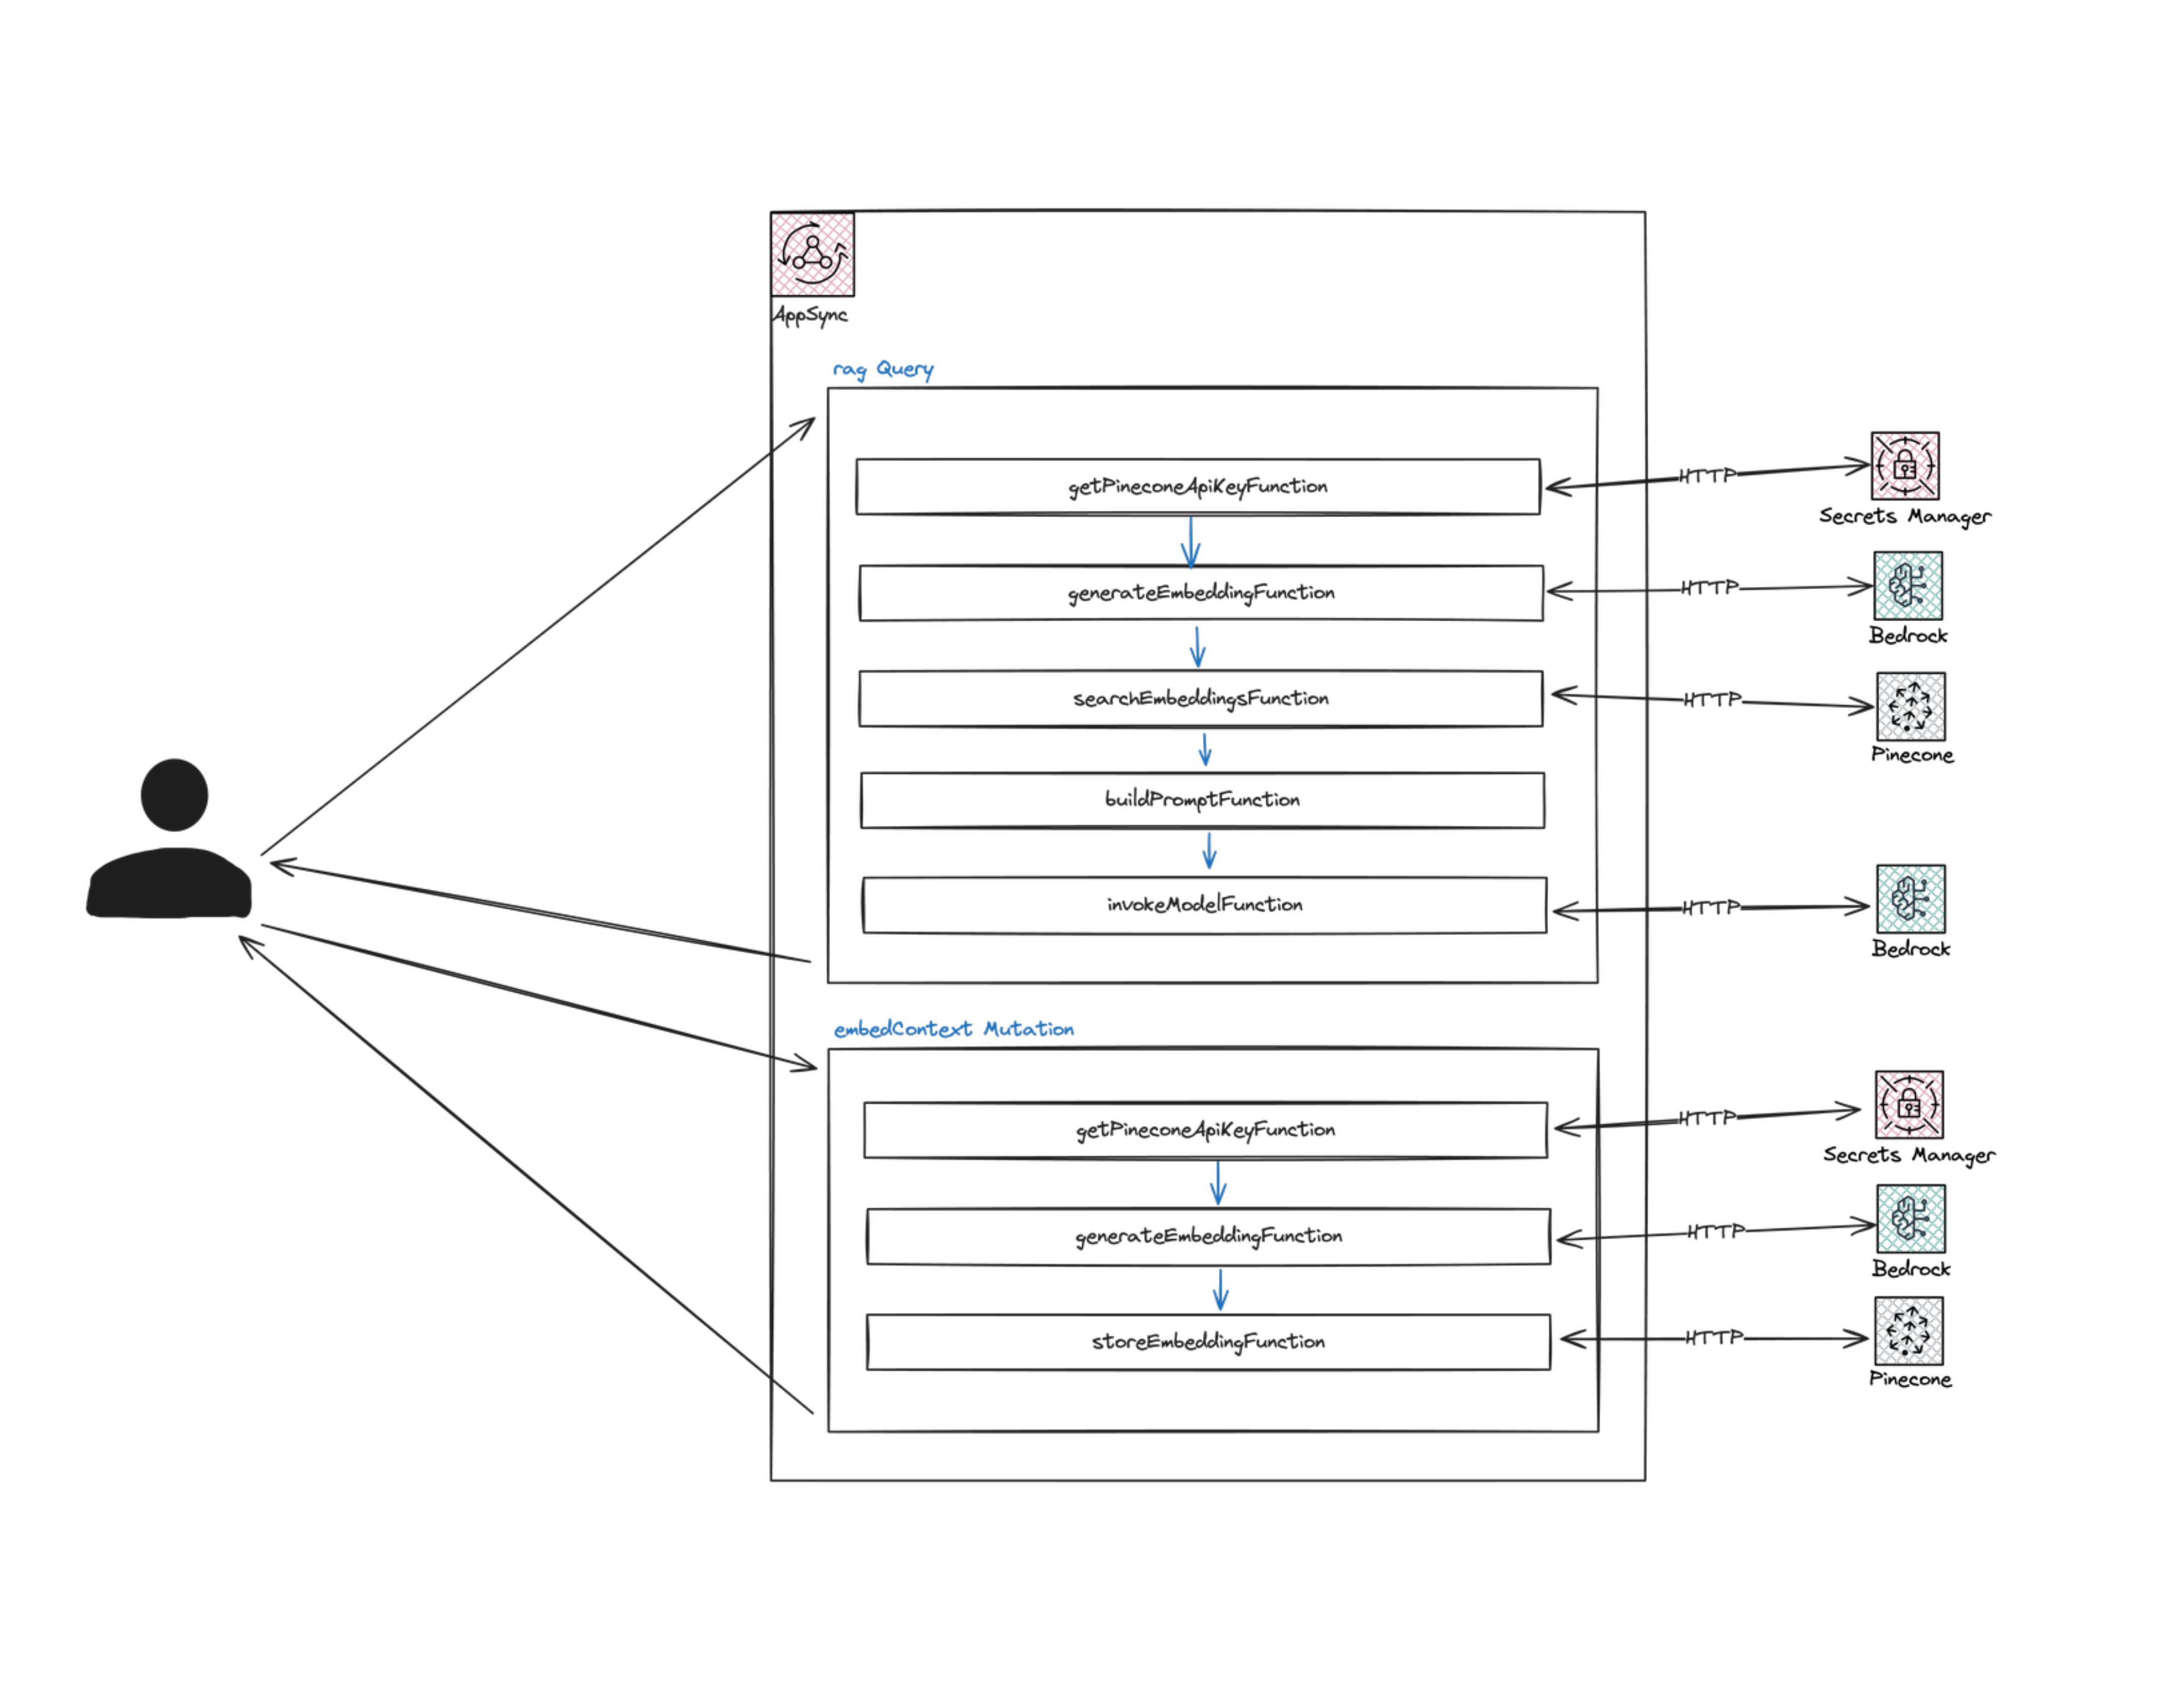 AppSync
rag Query
getPineconeApiKeyFunction
HTTP
Secrets Manager
generateEmbeddingFunction
HTTP
Bedrock
searchEmbeddingsFunction
HTTP
Pinecone
buildPromptFunction
invokeModelFunction
HTTP
Bedrock
embedContext Mutation
getPineconeApiKeyFunction
HTTP
Secrets Manager
generateEmbeddingFunction
HTTP
Bedrock
storeEmbeddingFunction
HTTP
Pinecone